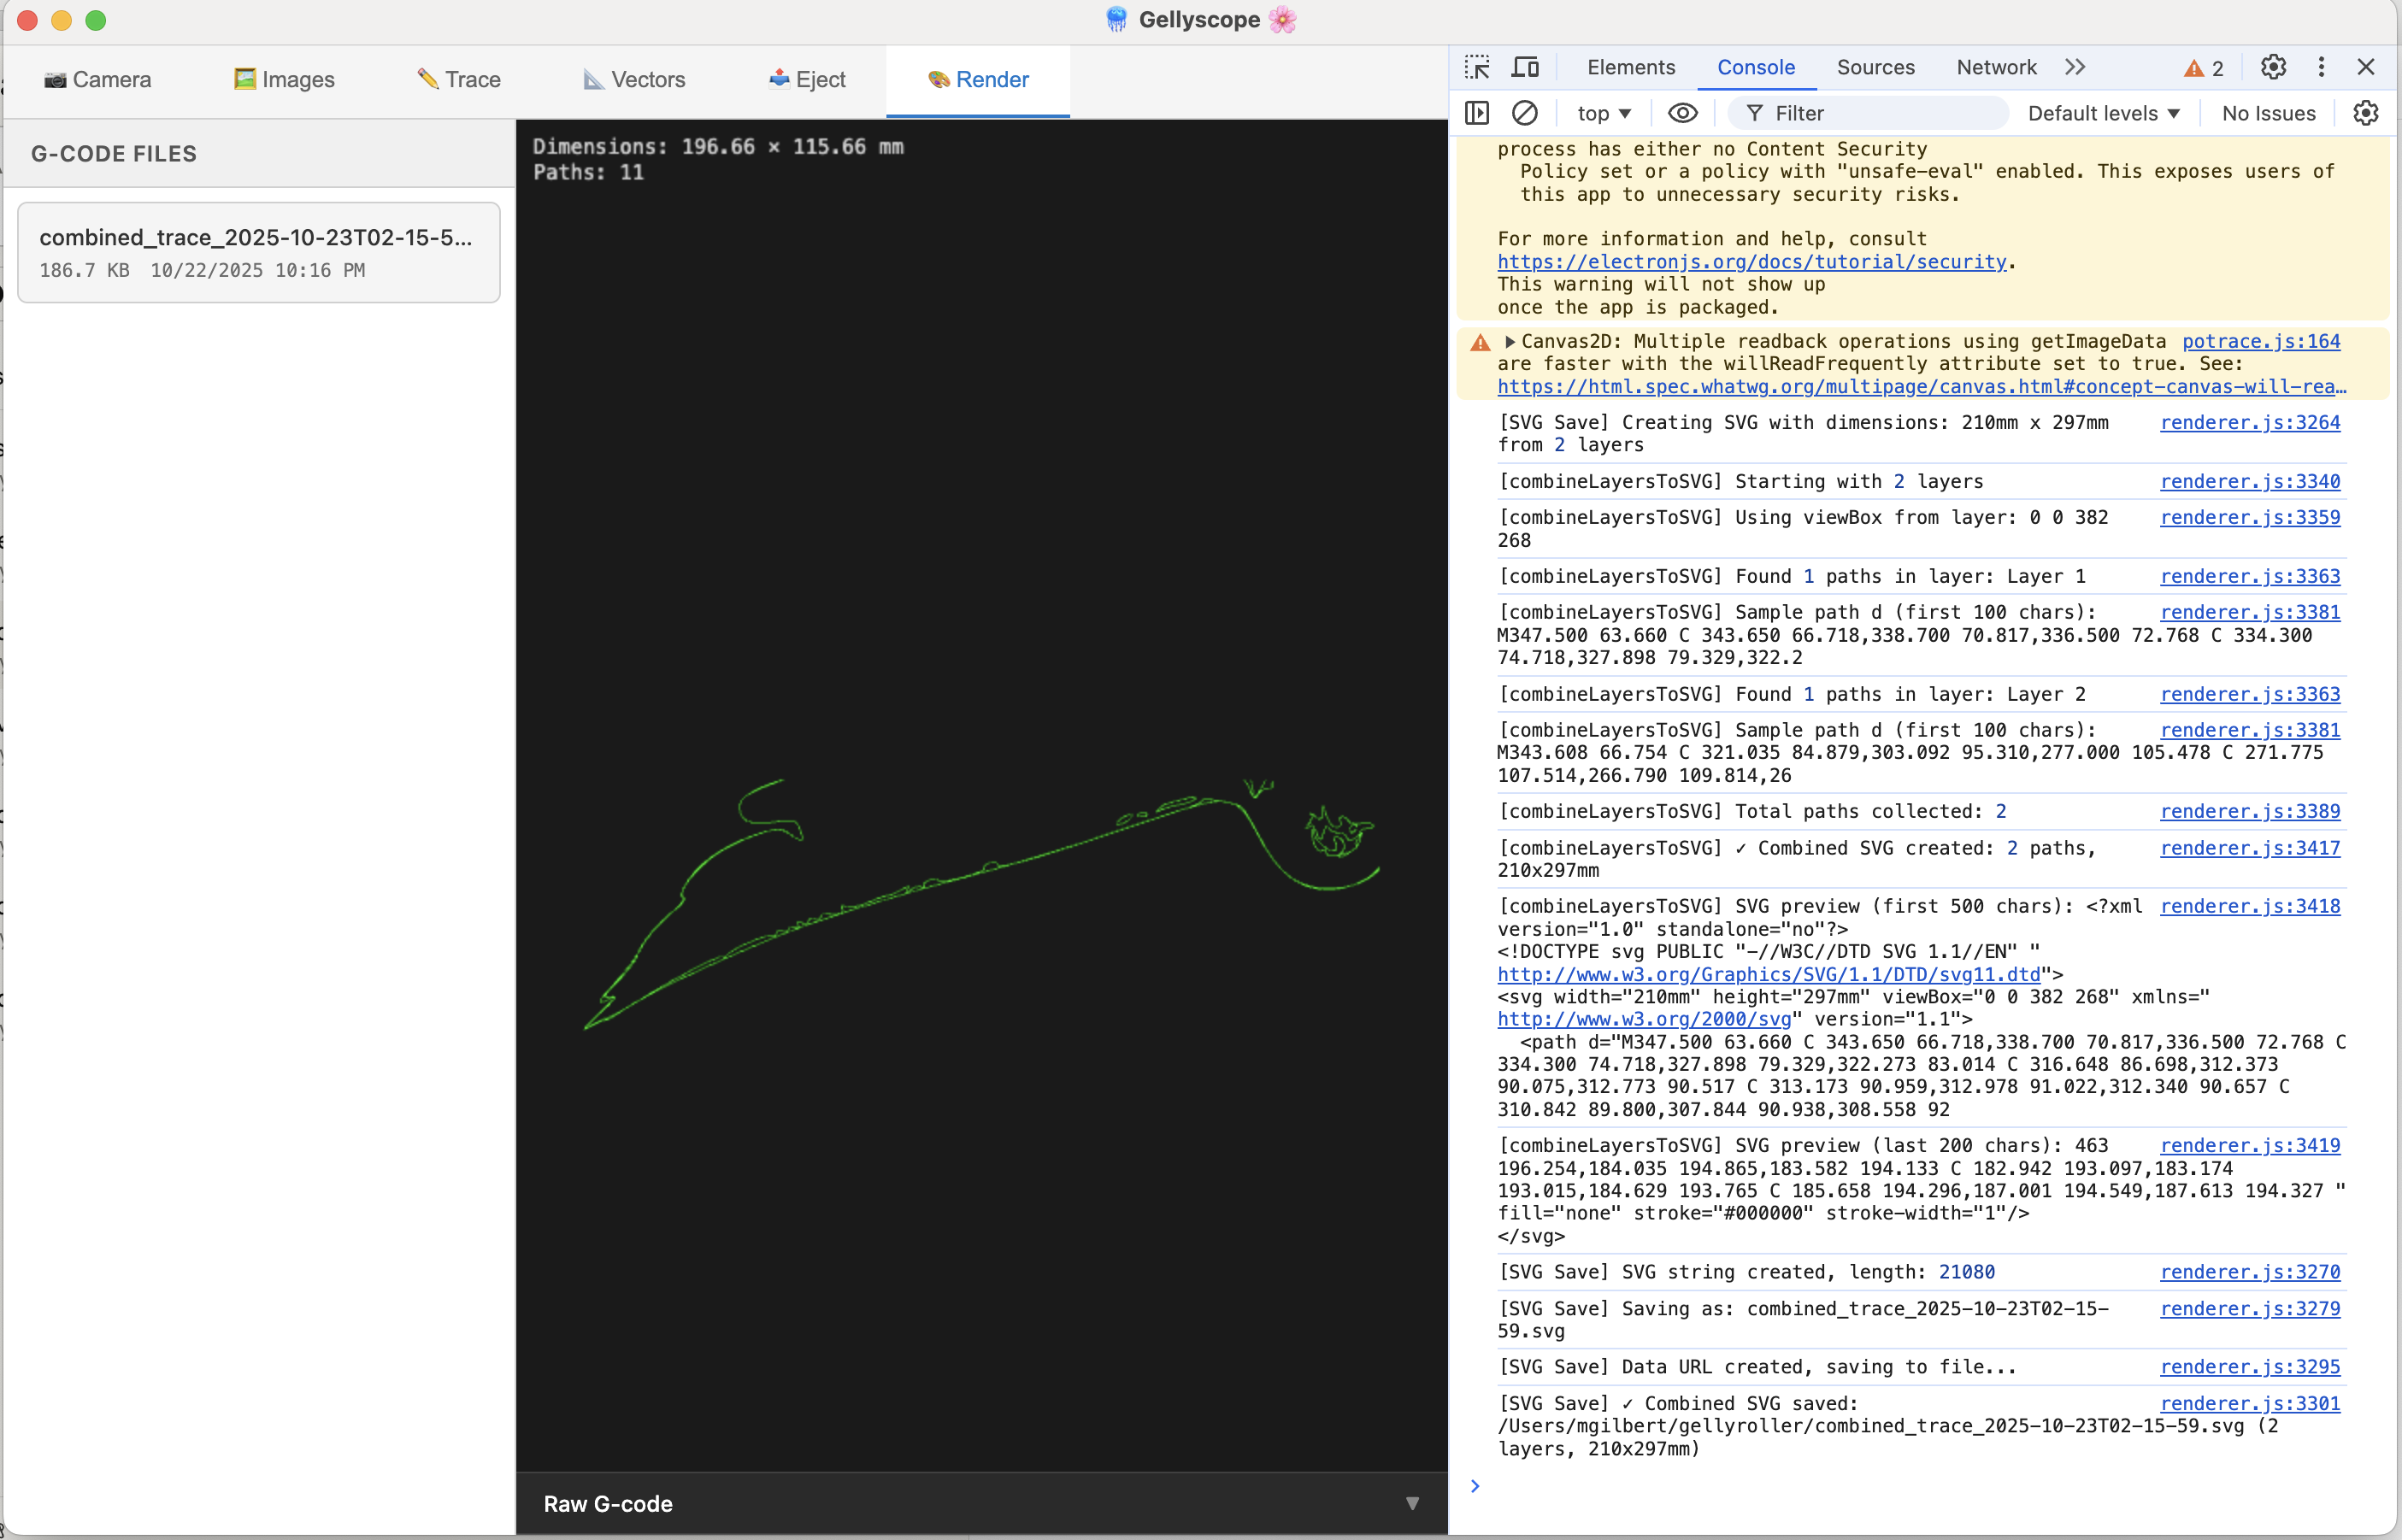 🪼 Gellyscope 🌸
📷 Camera
🖼️ Images
✏️ Trace
📐 Vectors
📤 Eject
🎨 Render
G-CODE FILES
combined_trace_2025-10-23T02-15-5...
186.7 KB 10/22/2025 10:16 PM
Dimensions: 196.66 × 115.66 mm
Paths: 11
Raw G-code ▼
Elements
Console
Sources
Network
2
top ▼
Filter
Default levels ▼
No Issues
process has either no Content Security
Policy set or a policy with "unsafe-eval" enabled. This exposes users of
this app to unnecessary security risks.
For more information and help, consult
https://electronjs.org/docs/tutorial/security.
This warning will not show up
once the app is packaged.
Canvas2D: Multiple readback operations using getImageData potrace.js:164
are faster with the willReadFrequently attribute set to true. See:
https://html.spec.whatwg.org/multipage/canvas.html#concept-canvas-will-rea…
[SVG Save] Creating SVG with dimensions: 210mm x 297mm renderer.js:3264
from 2 layers
[combineLayersToSVG] Starting with 2 layers renderer.js:3340
[combineLayersToSVG] Using viewBox from layer: 0 0 382 renderer.js:3359
268
[combineLayersToSVG] Found 1 paths in layer: Layer 1 renderer.js:3363
[combineLayersToSVG] Sample path d (first 100 chars): renderer.js:3381
M347.500 63.660 C 343.650 66.718,338.700 70.817,336.500 72.768 C 334.300
74.718,327.898 79.329,322.2
[combineLayersToSVG] Found 1 paths in layer: Layer 2 renderer.js:3363
[combineLayersToSVG] Sample path d (first 100 chars): renderer.js:3381
M343.608 66.754 C 321.035 84.879,303.092 95.310,277.000 105.478 C 271.775
107.514,266.790 109.814,26
[combineLayersToSVG] Total paths collected: 2 renderer.js:3389
[combineLayersToSVG] ✓ Combined SVG created: 2 paths, renderer.js:3417
210x297mm
[combineLayersToSVG] SVG preview (first 500 chars): <?xml renderer.js:3418
version="1.0" standalone="no"?>
<!DOCTYPE svg PUBLIC "-//W3C//DTD SVG 1.1//EN" "
http://www.w3.org/Graphics/SVG/1.1/DTD/svg11.dtd">
<svg width="210mm" height="297mm" viewBox="0 0 382 268" xmlns="
http://www.w3.org/2000/svg" version="1.1">
<path d="M347.500 63.660 C 343.650 66.718,338.700 70.817,336.500 72.768 C
334.300 74.718,327.898 79.329,322.273 83.014 C 316.648 86.698,312.373
90.075,312.773 90.517 C 313.173 90.959,312.978 91.022,312.340 90.657 C
310.842 89.800,307.844 90.938,308.558 92
[combineLayersToSVG] SVG preview (last 200 chars): 463 renderer.js:3419
196.254,184.035 194.865,183.582 194.133 C 182.942 193.097,183.174
193.015,184.629 193.765 C 185.658 194.296,187.001 194.549,187.613 194.327 "
fill="none" stroke="#000000" stroke-width="1"/>
</svg>
[SVG Save] SVG string created, length: 21080 renderer.js:3270
[SVG Save] Saving as: combined_trace_2025-10-23T02-15- renderer.js:3279
59.svg
[SVG Save] Data URL created, saving to file... renderer.js:3295
[SVG Save] ✓ Combined SVG saved: renderer.js:3301
/Users/mgilbert/gellyroller/combined_trace_2025-10-23T02-15-59.svg (2
layers, 210x297mm)